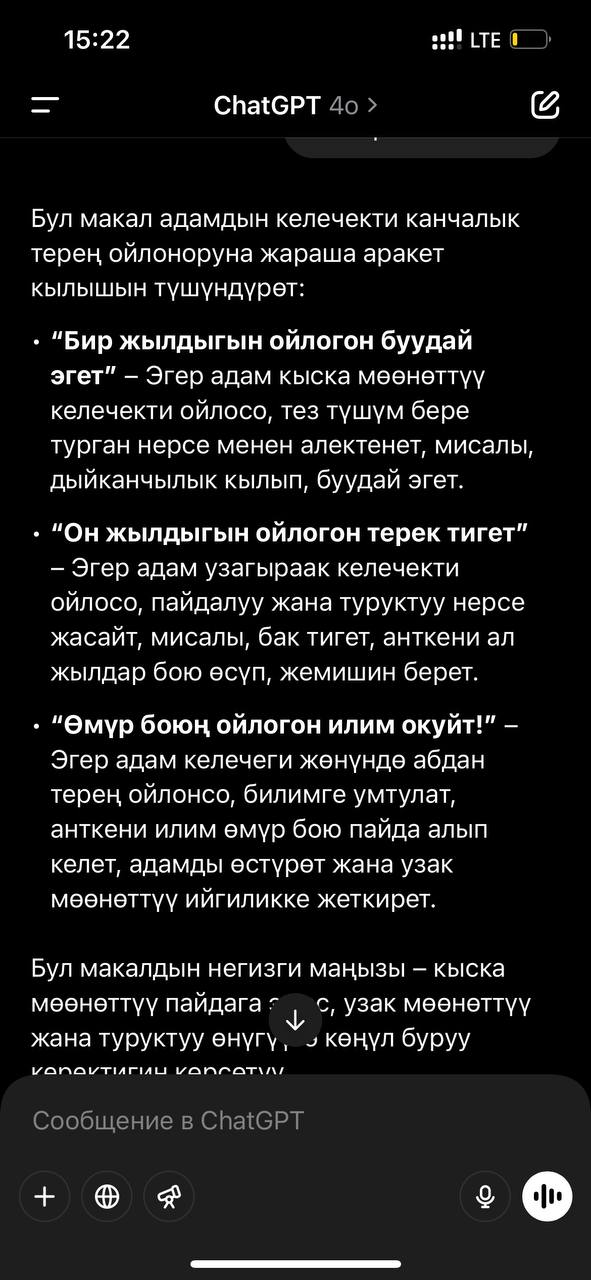 15:22
LTE
ChatGPT 4o >
Бул макал адамдын келечекти канчалык
терең ойлоноруна жараша аракет
кылышын түшүндүрөт:
• “Бир жылдыгын ойлогон буудай
эгет” – Эгер адам кыска мөөнөттүү
келечекти ойлосо, тез түшүм бере
турган нерсе менен алектенет, мисалы,
дыйканчылык кылып, буудай эгет.
• “Он жылдыгын ойлогон терек тигет”
– Эгер адам узагыраак келечекти
ойлосо, пайдалуу жана туруктуу нерсе
жасайт, мисалы, бак тигет, анткени ал
жылдар бою өсүп, жемишин берет.
• “Өмүр боюң ойлогон илим окуйт!” –
Эгер адам келечеги жөнүндө абдан
терең ойлонсо, билимге умтулат,
анткени илим өмүр бою пайда алып
келет, адамды өстүрөт жана узак
мөөнөттүү ийгиликке жеткирет.
Бул макалдын негизги маңызы – кыска
мөөнөттүү пайдага узак мөөнөттүү
жана туруктуу көңүл буруу
керектигин көрсөтүү
Сообщение в ChatGPT